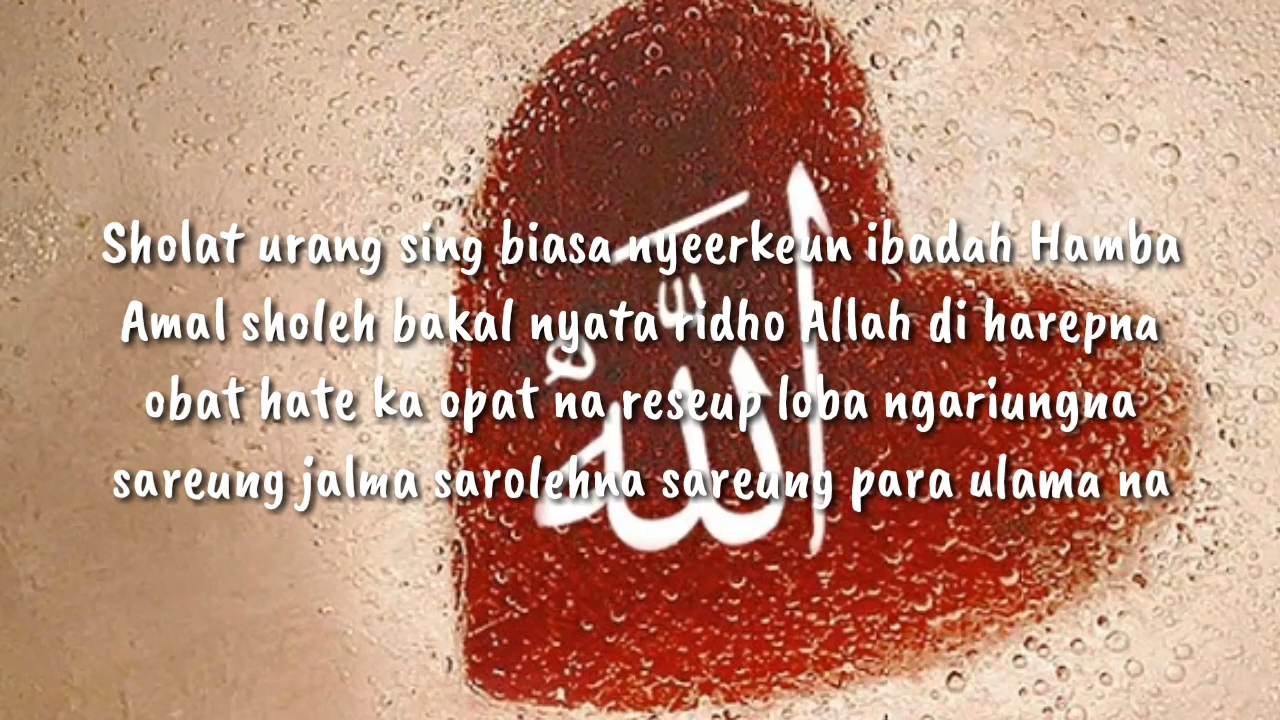 Sholat urang sing biasa nyeerkeun ibadah Hamba
Amal sholeh bakal nyata ridho Allah di harepna
obat hate ka opat na reseup loba ngariungna
sareung jalma sarolehna sareung para ulama na
الله